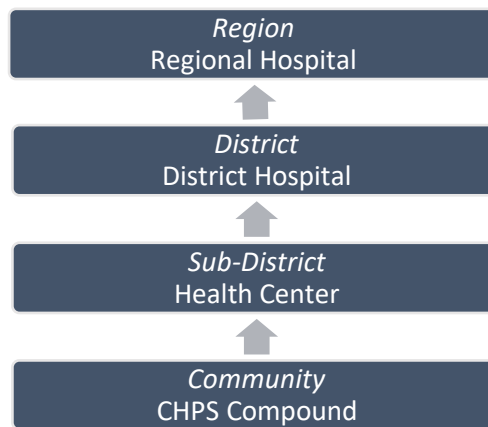 Region
Regional Hospital
District
District Hospital
Sub-District
Health Center
Community
CHPS Compound